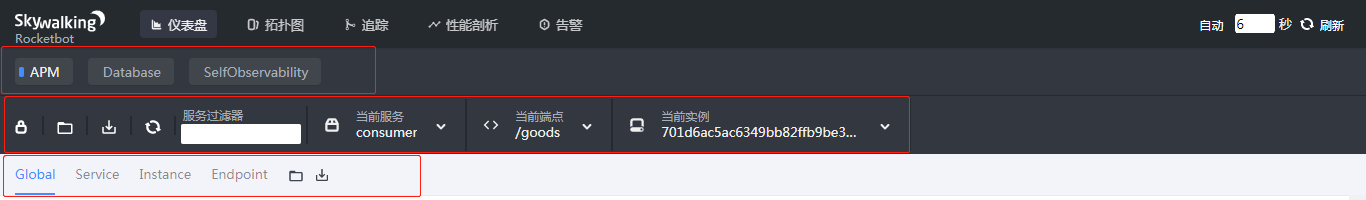 Skywalking
Rocketbot
仪表盘 拓扑图 追踪 性能剖析 告警
自动 6 秒 刷新
APM Database SelfObservability
服务过滤器 当前服务 当前端点 当前实例
consumer /goods 701d6ac5ac6349bb82ffb9be3...
Global Service Instance Endpoint